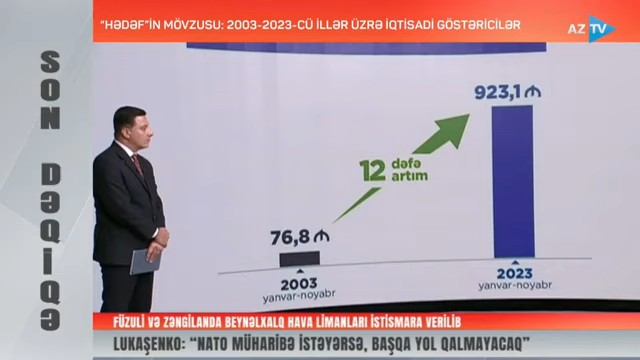 "HƏDƏF"İN MÖVZUSU: 2003-2023-CÜ İLLƏR ÜZRƏ İQTİSADİ GÖSTƏRİCİLƏR
AZTV
SON DƏQİQƏ
923,1 ₼
12 dəfə
artım
76,8 ₼
2003
yanvar-noyabr
2023
yanvar-noyabr
FÜZULİ VƏ ZƏNGİLANDA BEYNƏLXALQ HAVA LİMANLARI İSTİSMARA VERİLİB
LUKAŞENKO: "NATO MÜHARİBƏ İSTƏYƏRSƏ, BAŞQA YOL QALMAYACAQ"